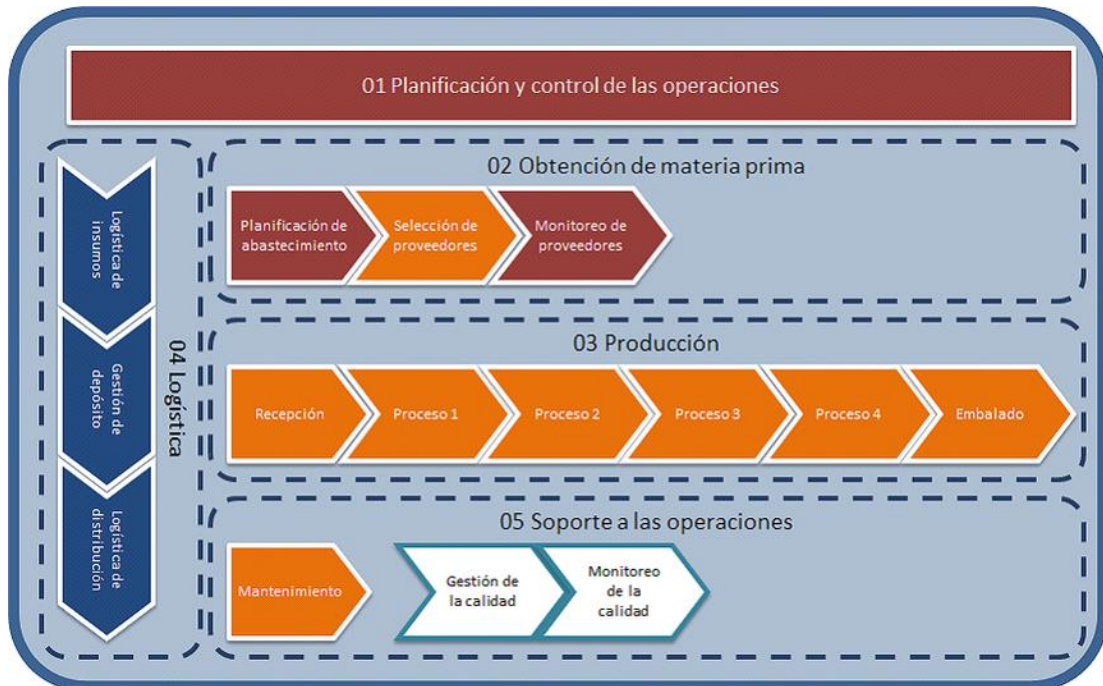 01 Planificación y control de las operaciones
02 Obtención de materia prima
Planificación de
abastecimiento
Selección de
proveedores
Monitoreo de
proveedores
03 Producción
Recepción
Proceso 1
Proceso 2
Proceso 3
Proceso 4
Embalado
04 Logística
Logística de
insumos
Gestión de
depósito
Logística de
distribución
05 Soporte a las operaciones
Mantenimiento
Gestión de
la calidad
Monitoreo
de la
calidad